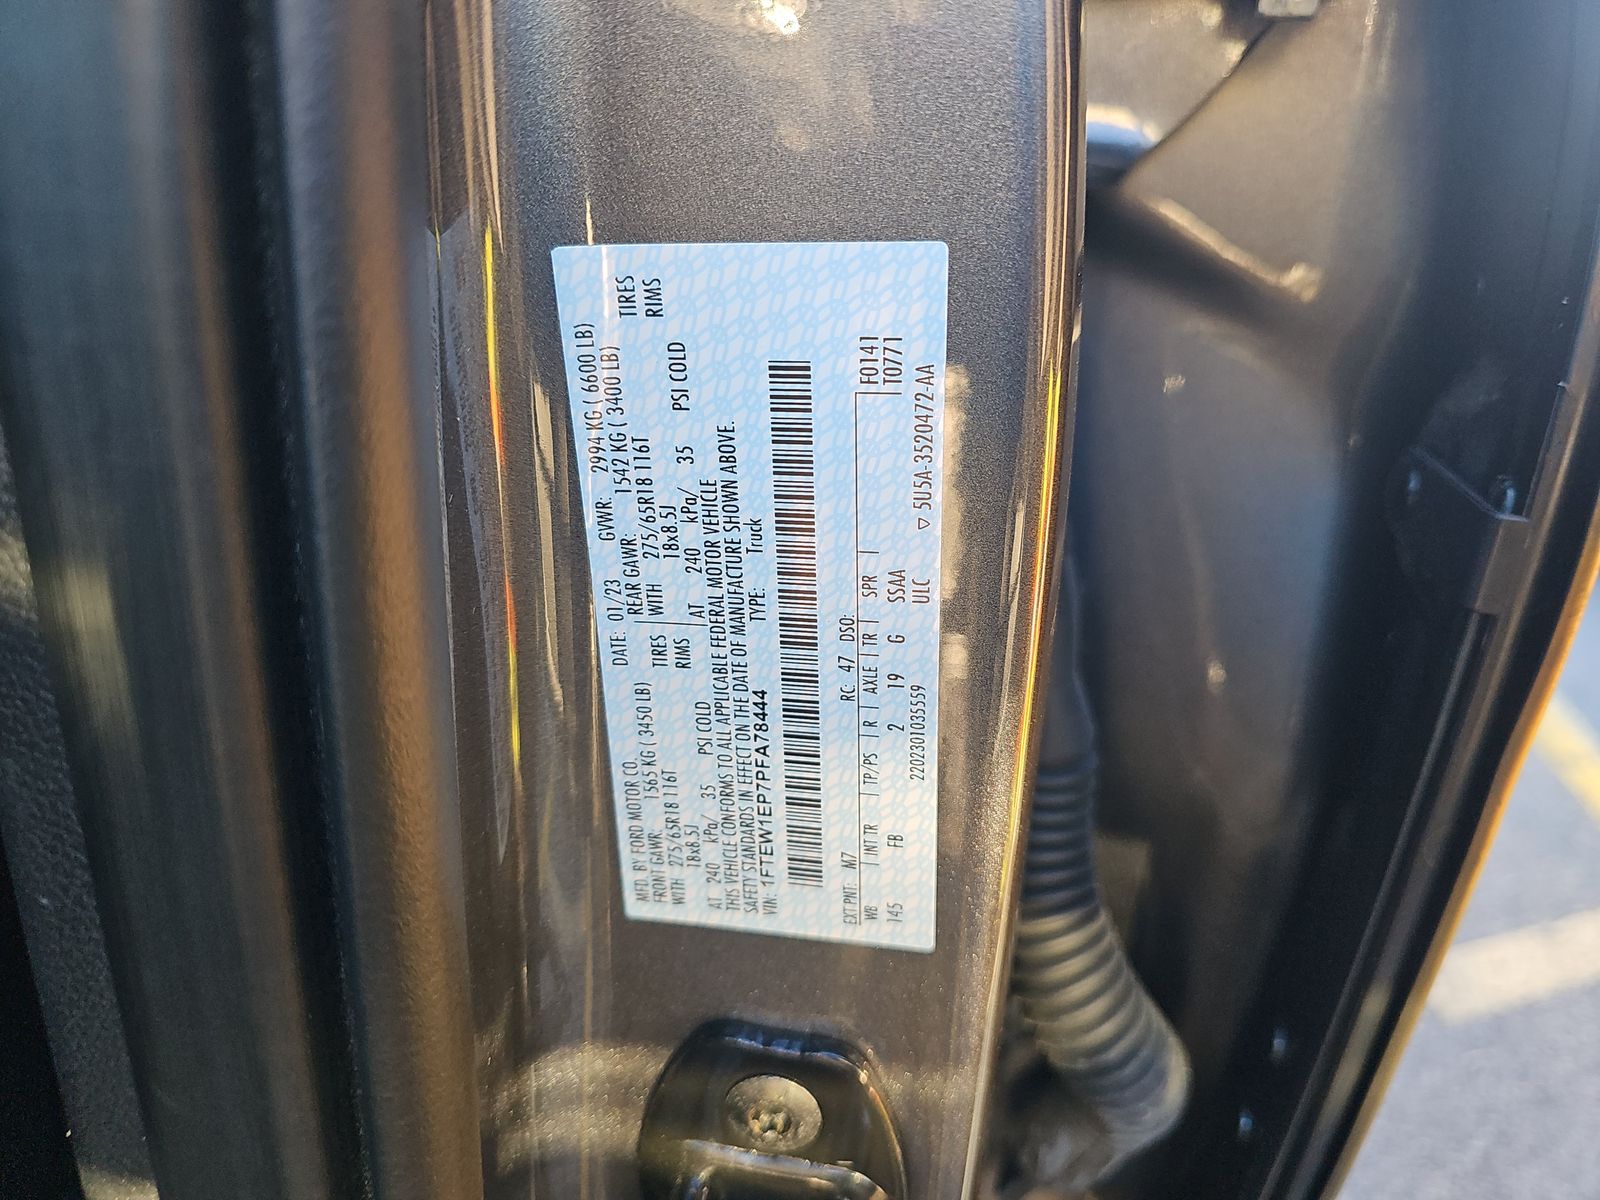 MFD. BY FORD MOTOR CO. DATE: 01/23 GVWR: 2994 KG ( 6600 LB)
FRONT GAWR: 1565 KG ( 3450 LB) REAR GAWR: 1542 KG ( 3400 LB)
WITH 275/65R18 116T TIRES WITH 275/65R18 116T TIRES
18x8.5J RIMS 18x8.5J RIMS
AT 240 kPa/ 35 PSI COLD AT 240 kPa/ 35 PSI COLD
THIS VEHICLE CONFORMS TO ALL APPLICABLE FEDERAL MOTOR VEHICLE
SAFETY STANDARDS IN EFFECT ON THE DATE OF MANUFACTURE SHOWN ABOVE.
VIN: 1FTEW1EP7PFA78444 TYPE: Truck
EXT PNT: M7 RC: 47 DSO: F0141
WB INT TR TP/PS R AXLE TR SPR T0771
145 FB 2 19 G SSAA
2202301035559 ULC ▽ 5U5A-3520472-AA